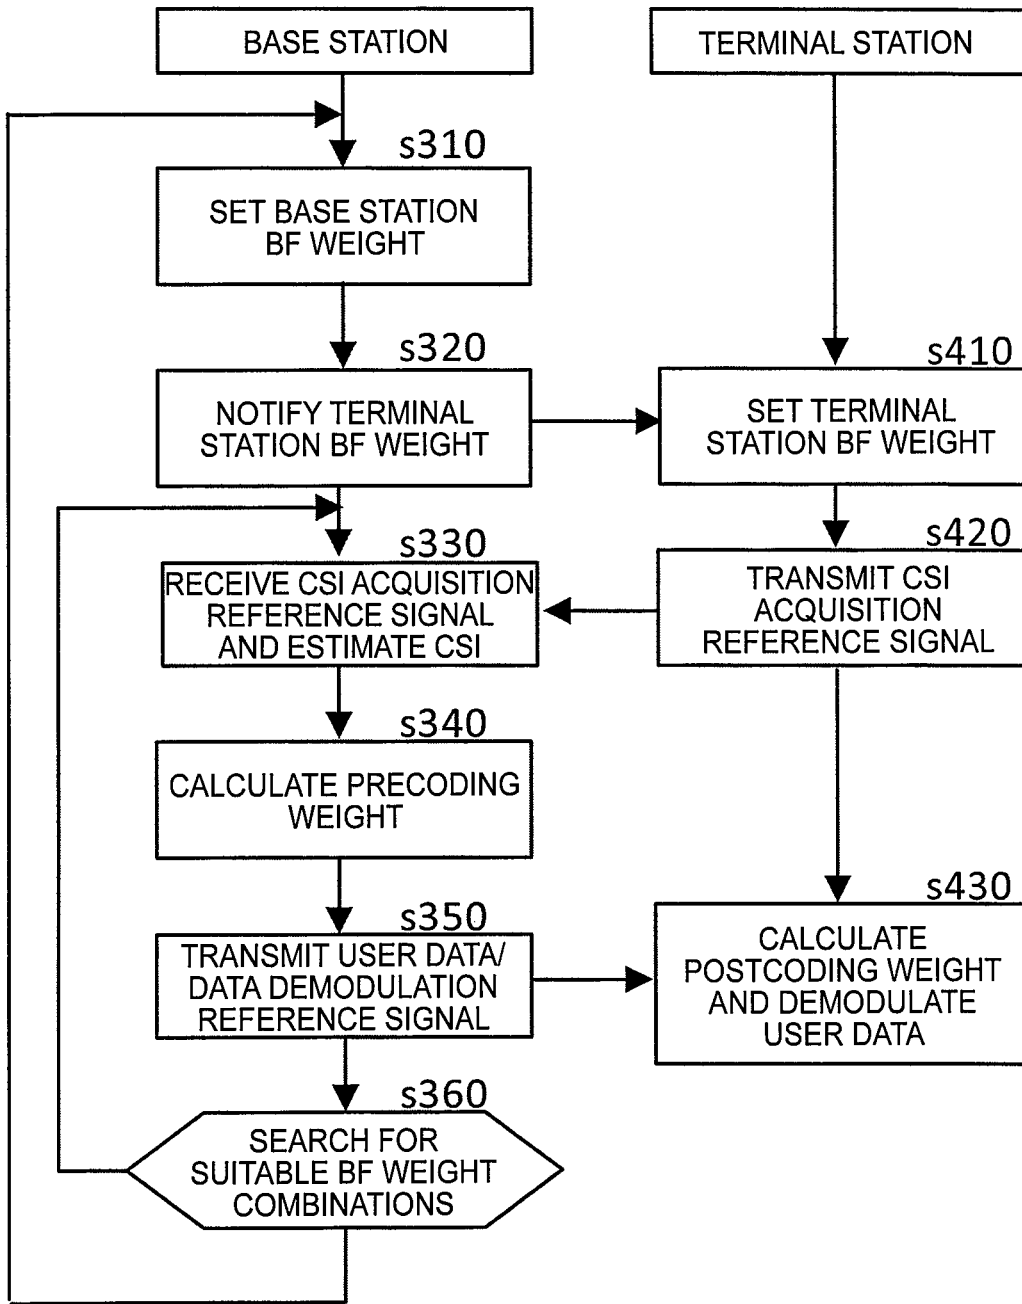 BASE STATION
TERMINAL STATION
s310
SET BASE STATION
BF WEIGHT
s320
NOTIFY TERMINAL
STATION BF WEIGHT
s410
SET TERMINAL
STATION BF WEIGHT
s330
RECEIVE CSI ACQUISITION
REFERENCE SIGNAL
AND ESTIMATE CSI
s420
TRANSMIT CSI
ACQUISITION
REFERENCE SIGNAL
s340
CALCULATE PRECODING
WEIGHT
s350
TRANSMIT USER DATA/
DATA DEMODULATION
REFERENCE SIGNAL
s430
CALCULATE
POSTCODING WEIGHT
AND DEMODULATE
USER DATA
s360
SEARCH FOR
SUITABLE BF WEIGHT
COMBINATIONS